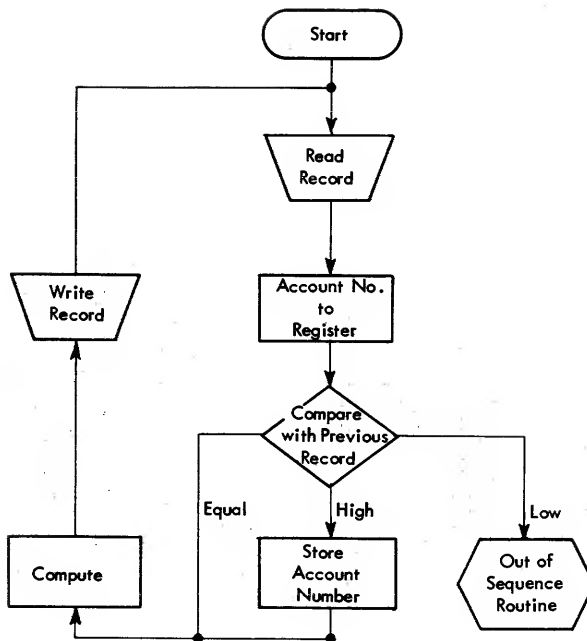 Start
Read
Record
Account No.
to
Register
Compare
with Previous
Record
Equal
High
Low
Store
Account
Number
Out of
Sequence
Routine
Compute
Write
Record